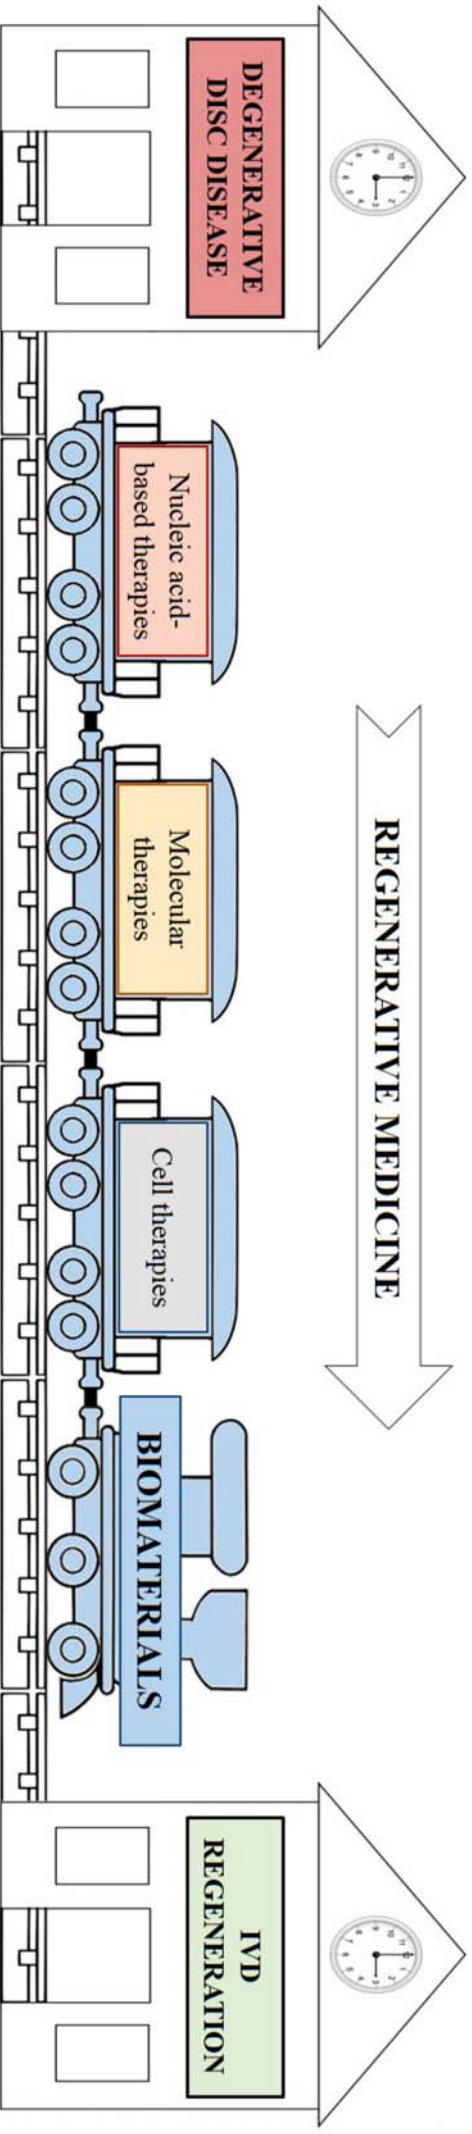 DEGENERATIVE
DISC DISEASE
REGENERATIVE MEDICINE
Nucleic acid-
based therapies
Molecular
therapies
Cell therapies
BIOMATERIALS
IVD
REGENERATION